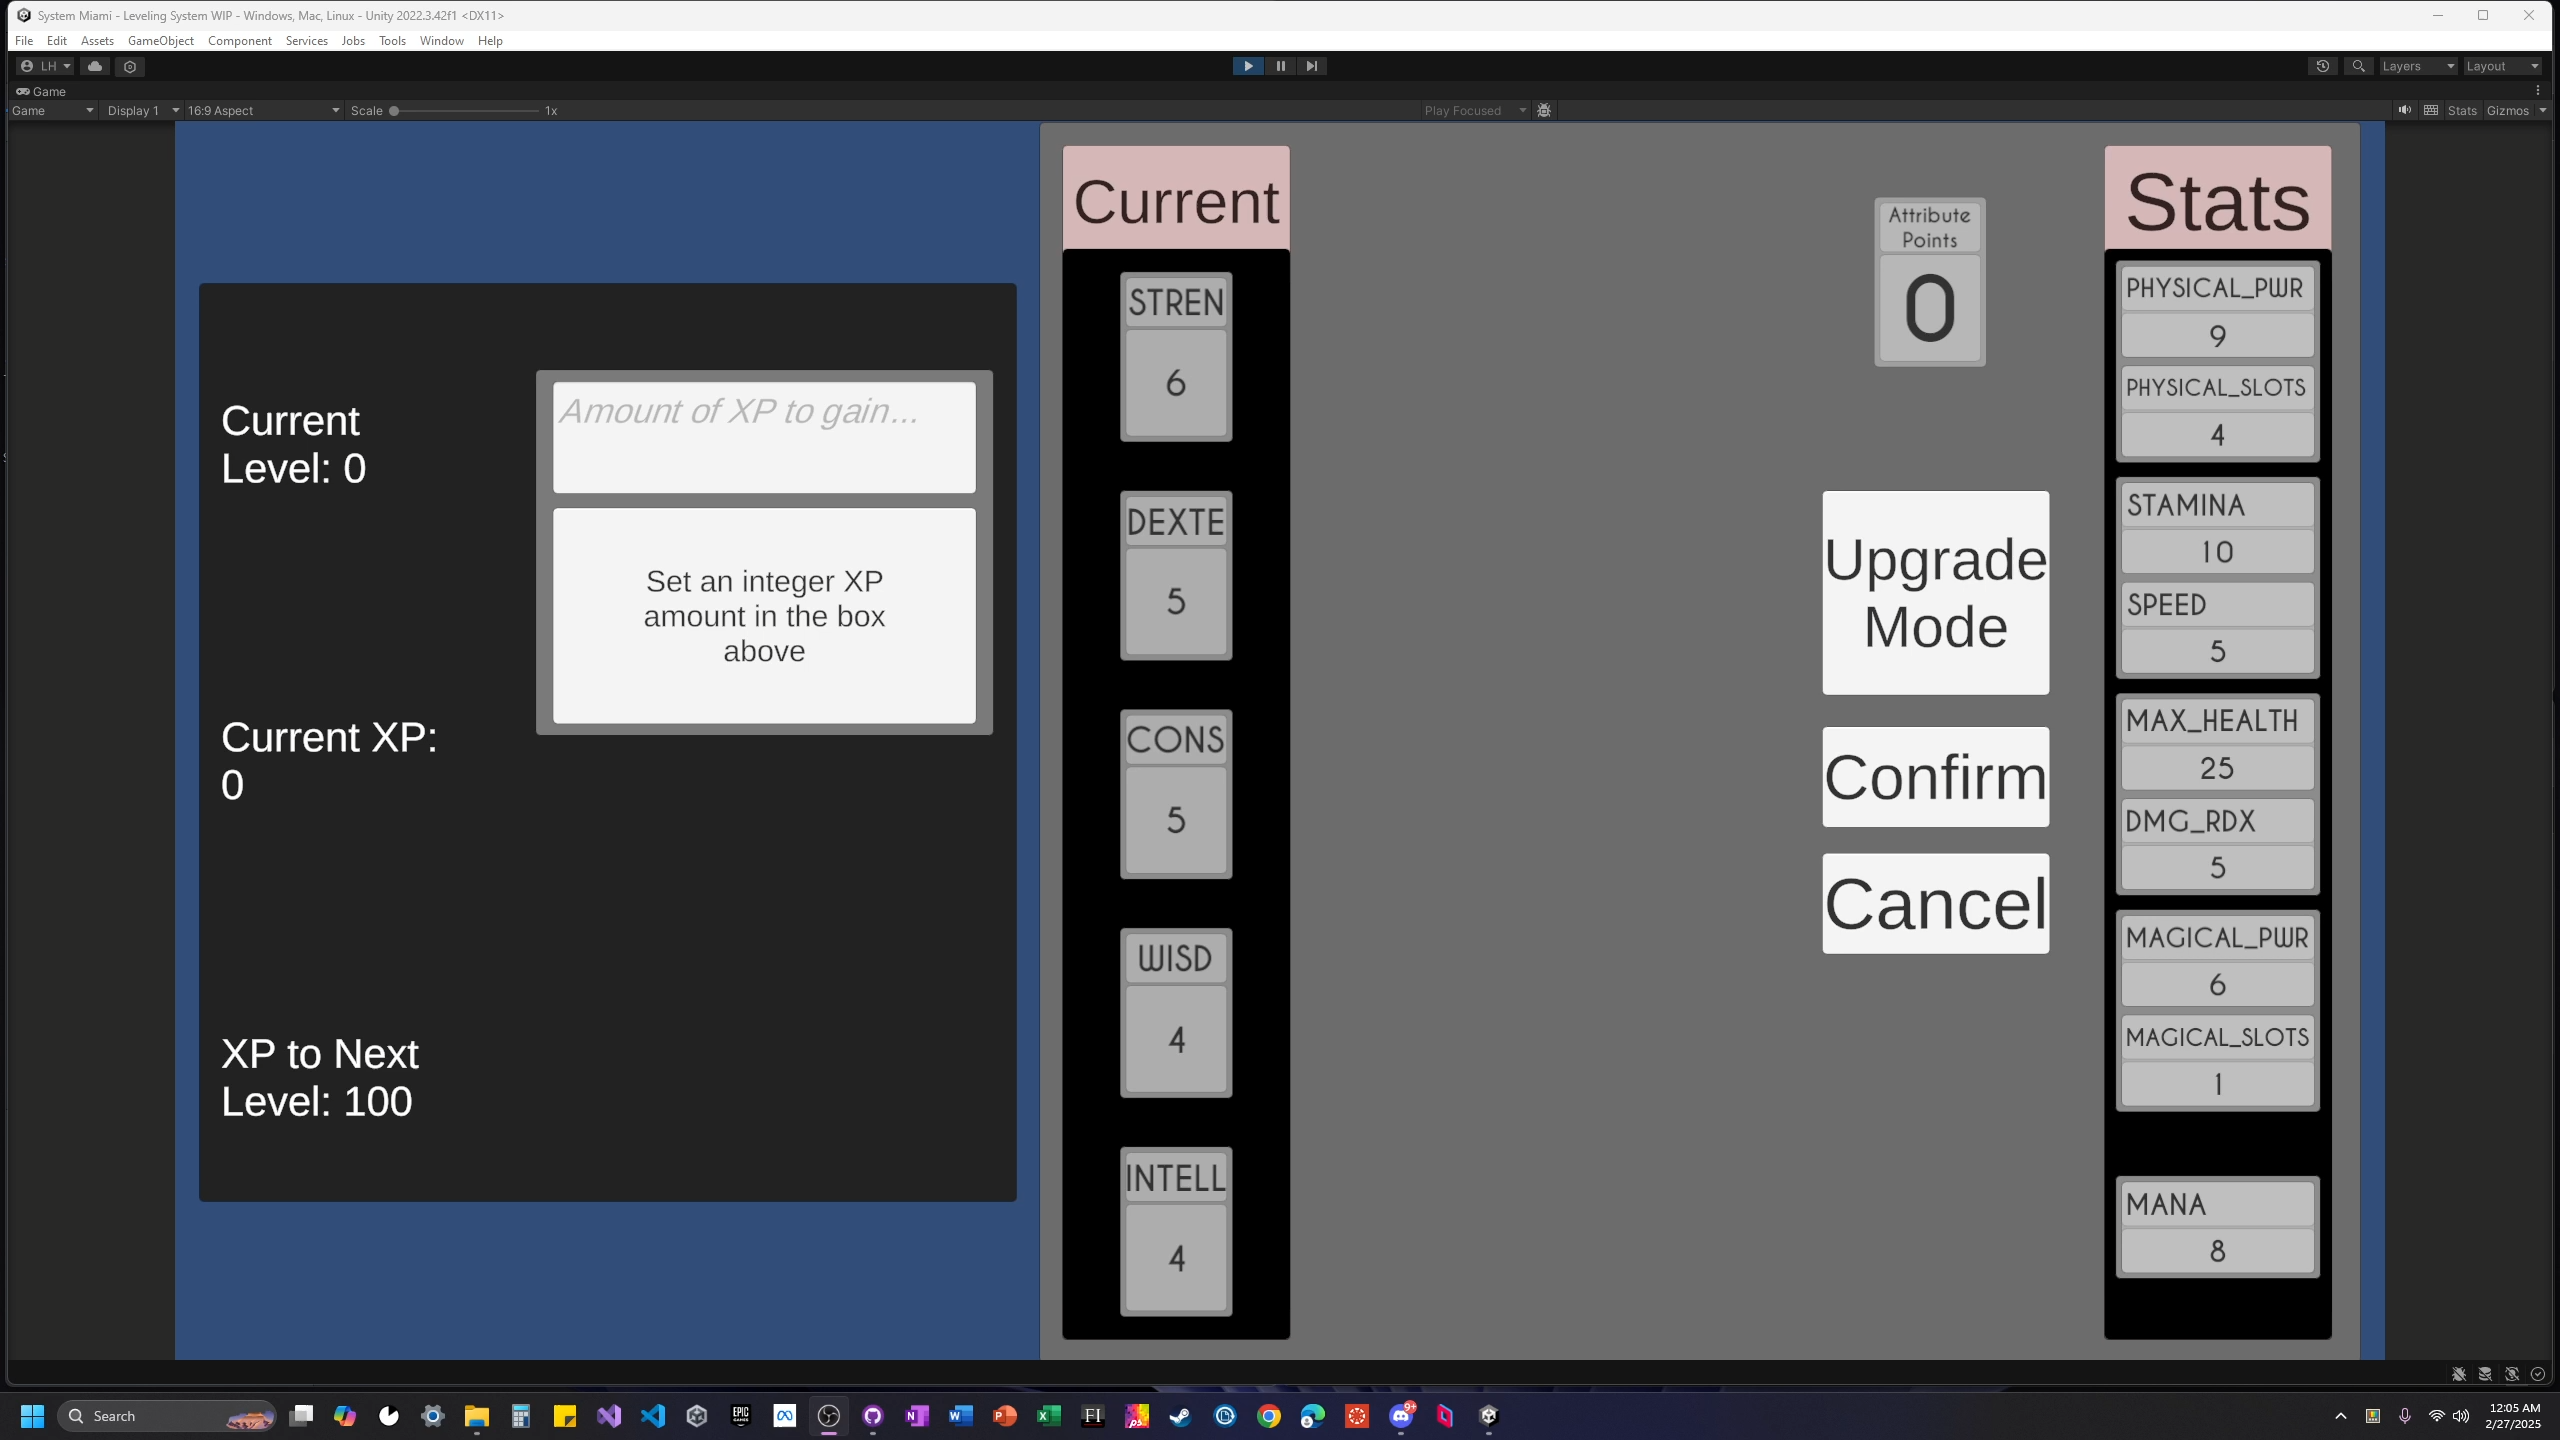 System Miami - Leveling System WIP - Windows, Mac, Linux - Unity 2022.3.42f1 <DX11>
File Edit Assets GameObject Component Services Jobs Tools Window Help
LH
Layers Layout
Game
Game Display 1 16:9 Aspect Scale 1x Play Focused Stats Gizmos
Current
Level: 0
Current XP:
0
XP to Next
Level: 100
Amount of XP to gain...
Set an integer XP
amount in the box
above
Current
STREN
6
DEXTE
5
CONS
5
WISD
4
INTELL
4
Attribute
Points
0
Upgrade
Mode
Confirm
Cancel
Stats
PHYSICAL_PWR
9
PHYSICAL_SLOTS
4
STAMINA
10
SPEED
5
MAX_HEALTH
25
DMG_RDX
5
MAGICAL_PWR
6
MAGICAL_SLOTS
1
MANA
8
Search
EPIC
GAMES
FI
ps
9+
12:05 AM
2/27/2025